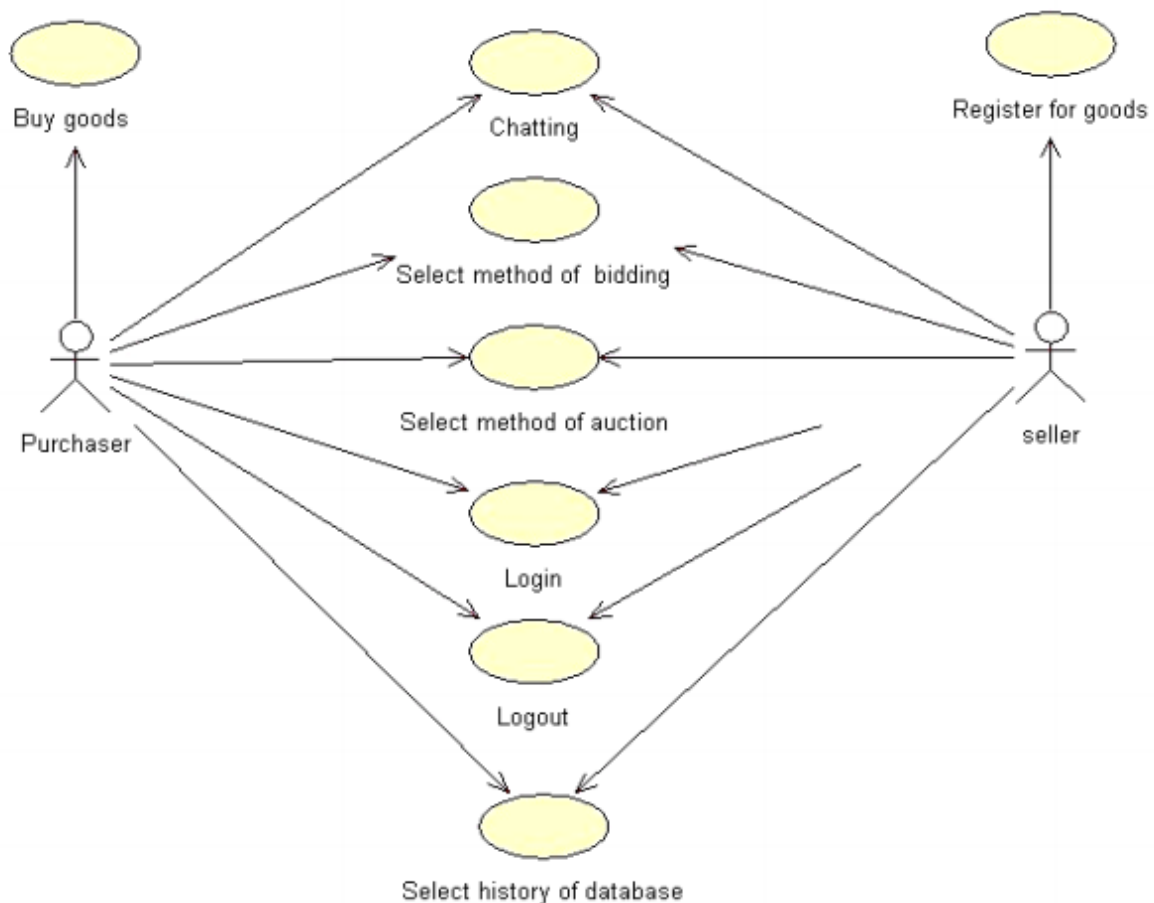 Buy goods
Chatting
Register for goods
Select method of bidding
Select method of auction
Purchaser
seller
Login
Logout
Select history of database